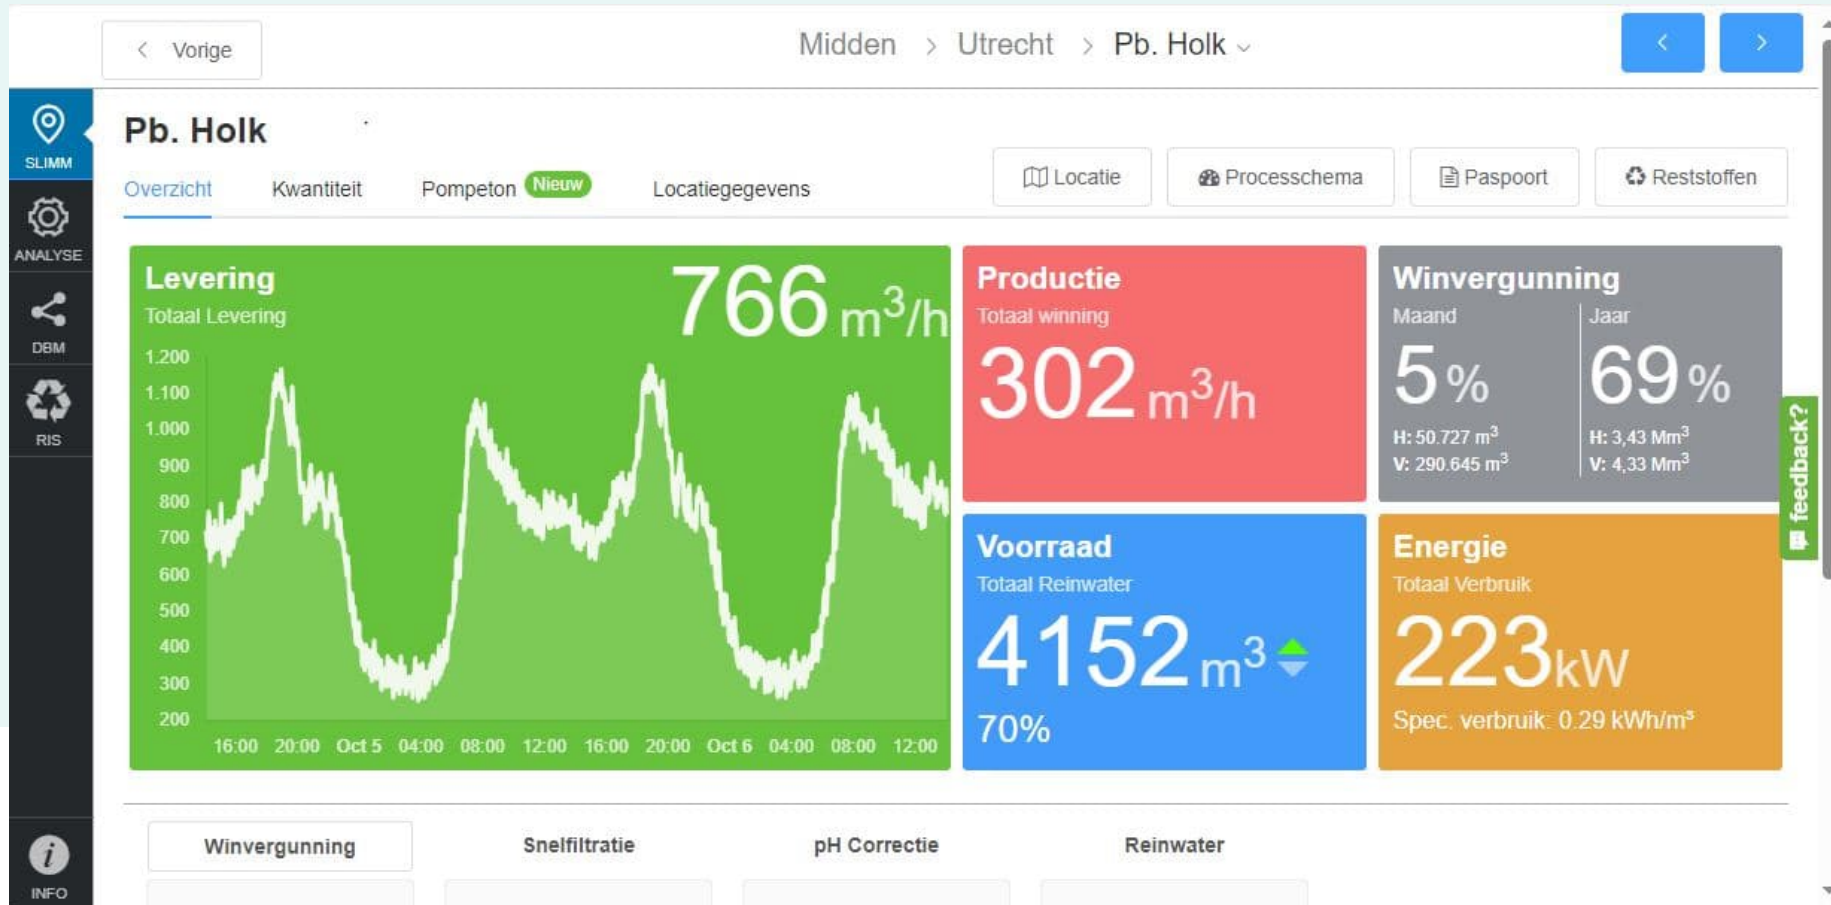 Vorige
Midden > Utrecht > Pb. Holk
SLIMM
ANALYSE
DBM
RIS
INFO
Pb. Holk
Overzicht Kwantiteit Pompeton Nieuw Locatiegegevens
Locatie Processchema Paspoort Reststoffen
Levering
Totaal Levering
766 m³/h
1.200
1.100
1.000
900
800
700
600
500
400
300
200
16:00 20:00 Oct 5 04:00 08:00 12:00 16:00 20:00 Oct 6 04:00 08:00 12:00
Productie
Totaal winning
302 m³/h
Winvergunning
Maand
5 %
H: 50.727 m³
V: 290.645 m³
Jaar
69 %
H: 3,43 Mm³
V: 4,33 Mm³
Voorraad
Totaal Reinwater
4152 m³
70%
Energie
Totaal Verbruik
223 kW
Spec. verbruik: 0.29 kWh/m³
feedback?
Winvergunning Snelfiltratie pH Correctie Reinwater